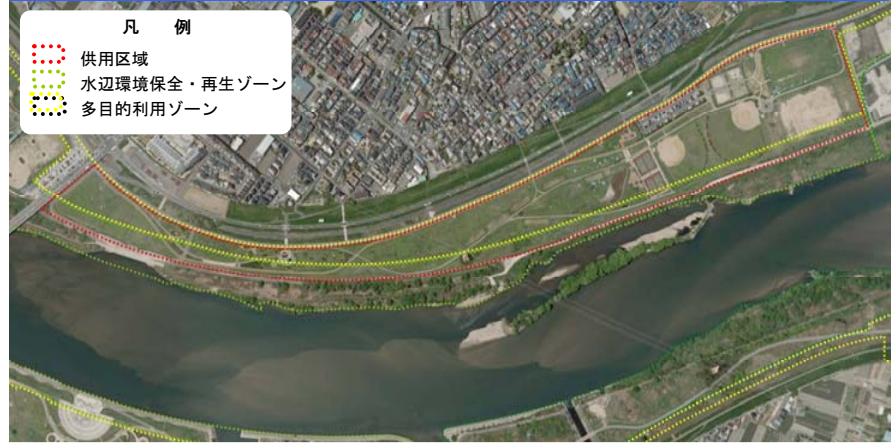 凡　例
供用区域
水辺環境保全・再生ゾーン
多目的利用ゾーン